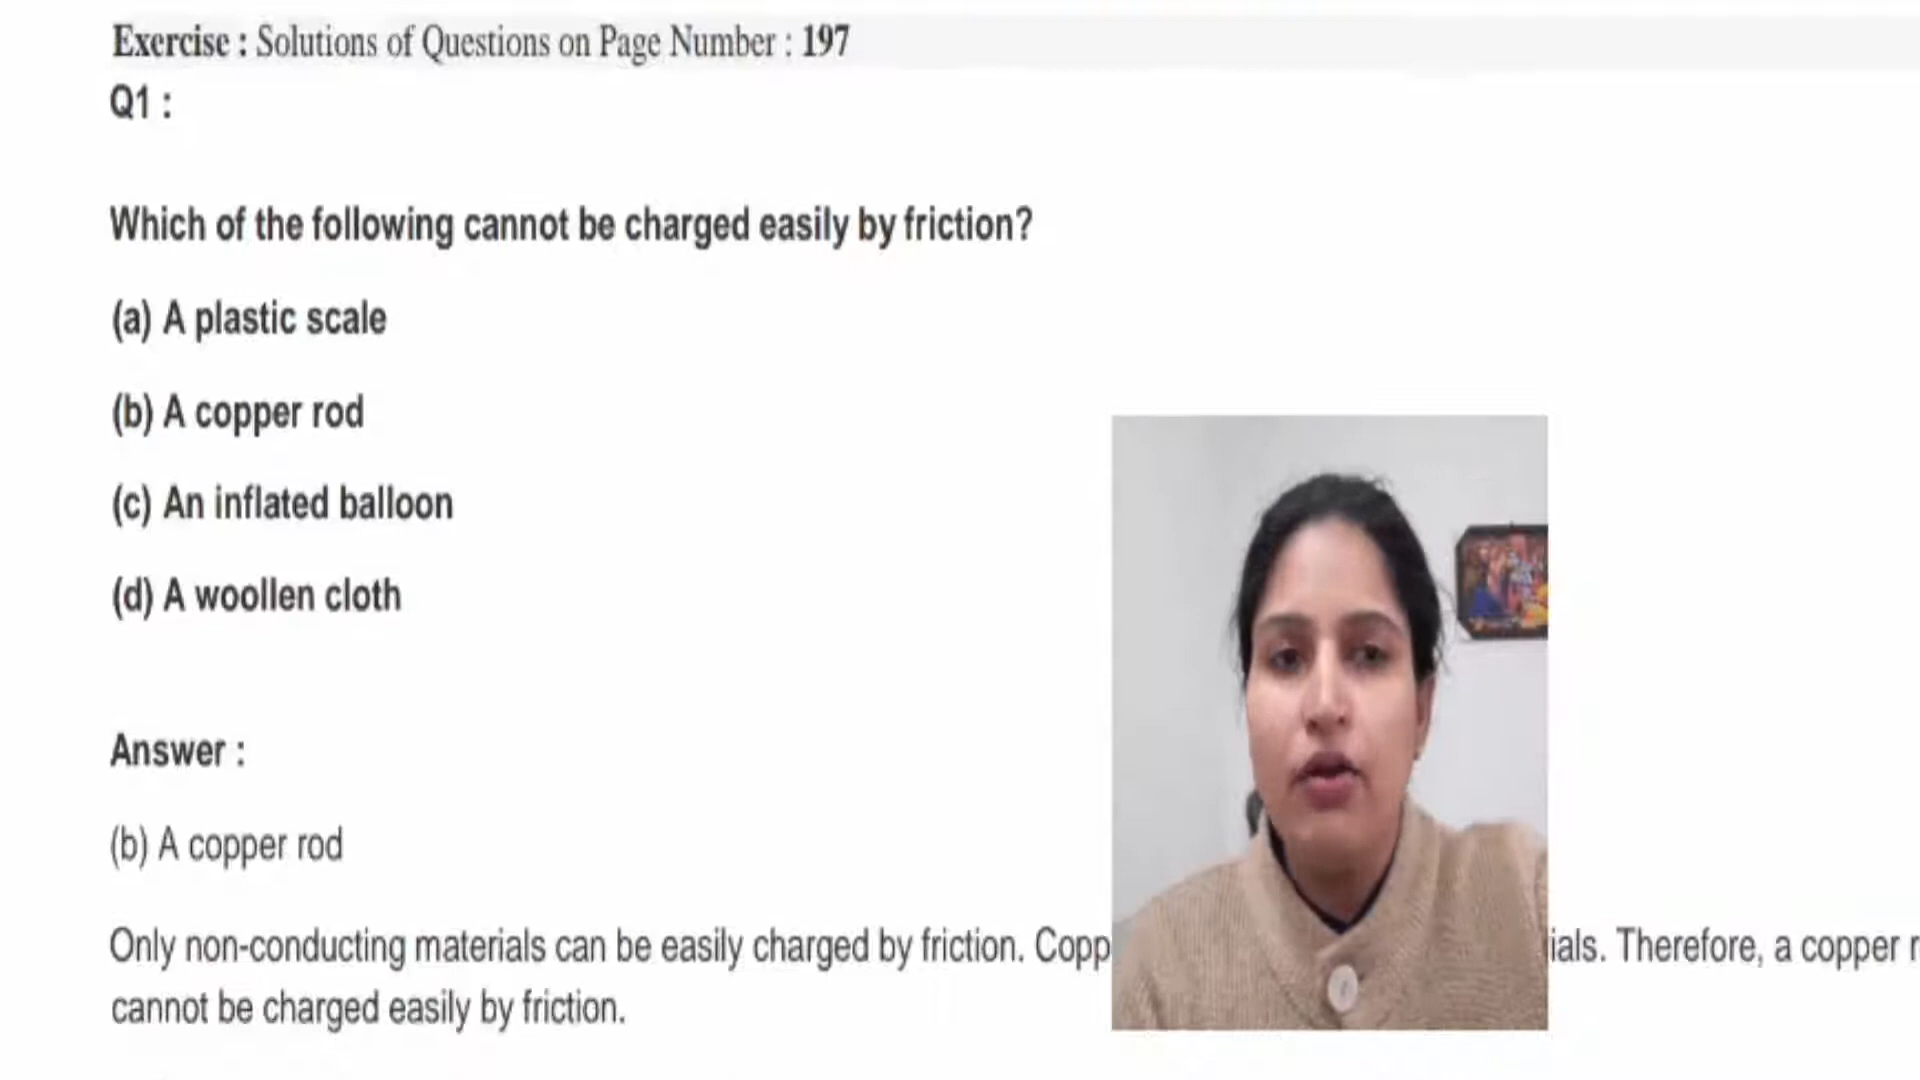 Exercise : Solutions of Questions on Page Number : 197
Q1 :
Which of the following cannot be charged easily by friction?
(a) A plastic scale
(b) A copper rod
(c) An inflated balloon
(d) A woollen cloth
Answer :
(b) A copper rod
Only non-conducting materials can be easily charged by friction. Therefore, a copper
cannot be charged easily by friction.